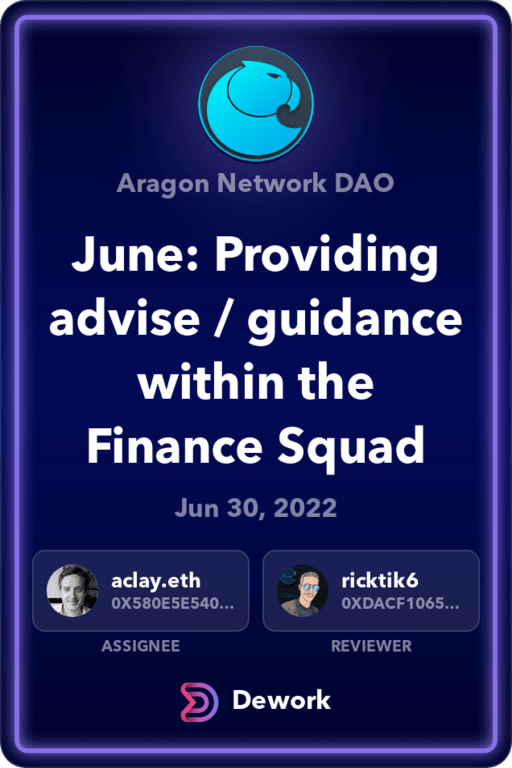 Aragon Network DAO
June: Providing
advise / guidance
within the
Finance Squad
Jun 30, 2022
aclay.eth
0X580E5E540...
ASSIGNEE
ricktik6
0XDACF1065...
REVIEWER
Dework